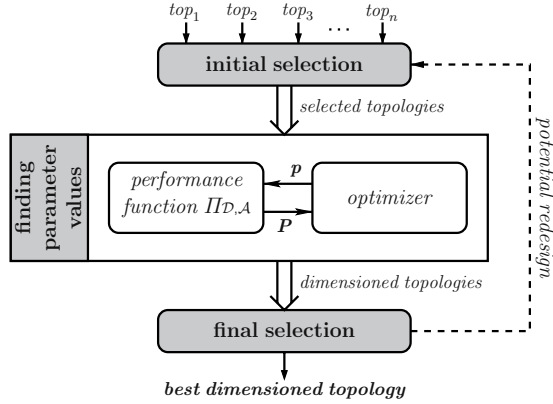 top₁ top₂ top₃ ... topₙ
initial selection
selected topologies
finding
parameter
values
performance
function Π𝒟,𝒜
p
P
optimizer
potential redesign
dimensioned topologies
final selection
best dimensioned topology